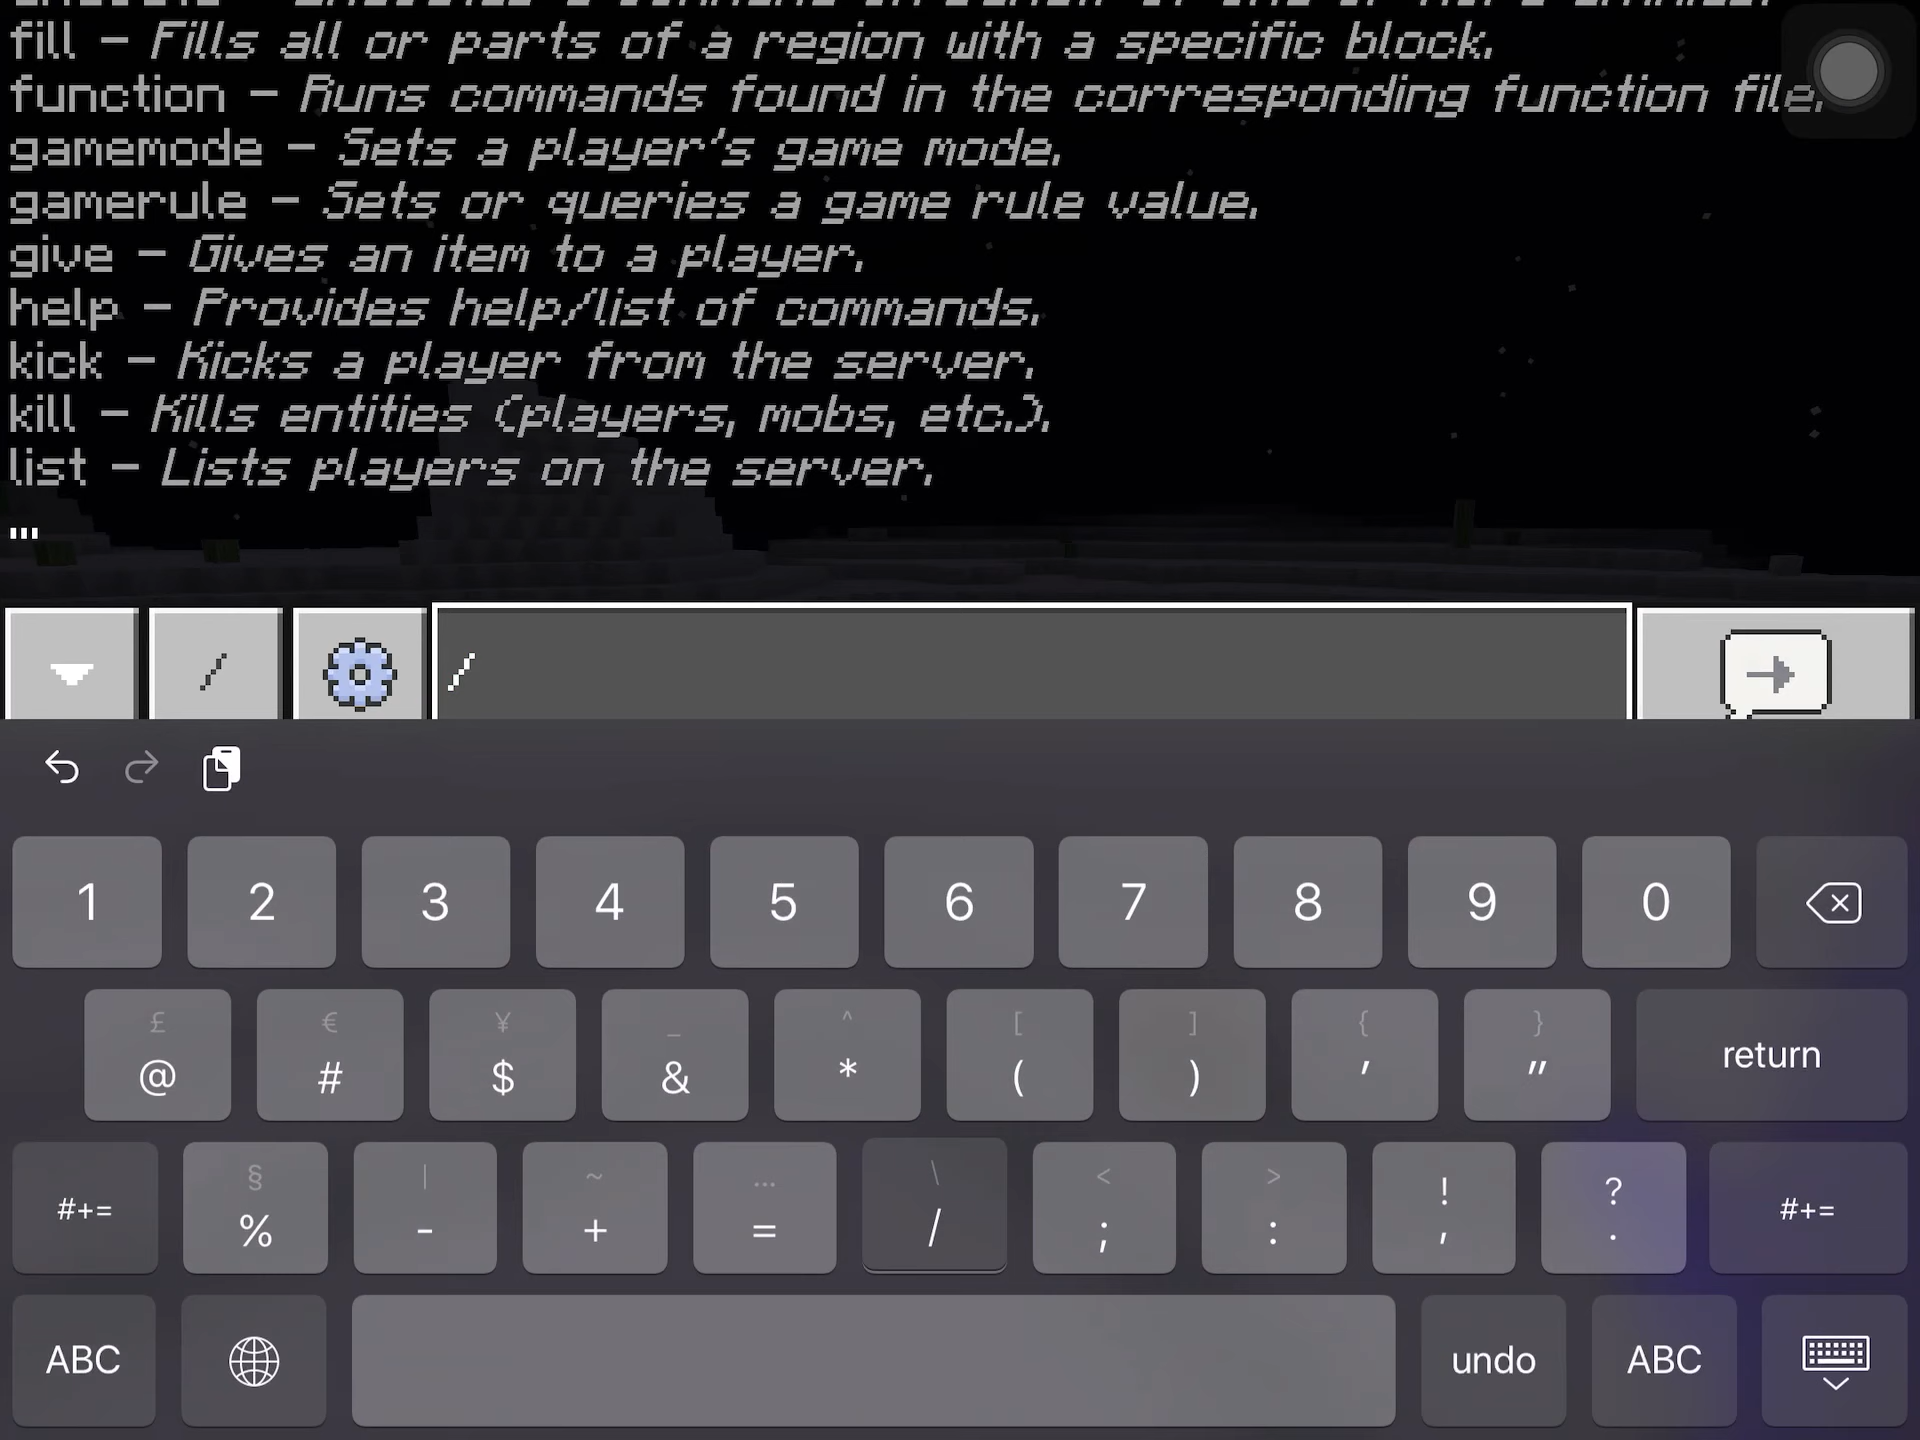 fill – Fills all or parts of a region with a specific block.
function – Runs commands found in the corresponding function file.
gamemode – Sets a player's game mode.
gamerule – Sets or queries a game rule value.
give – Gives an item to a player.
help – Provides help/list of commands.
kick – Kicks a player from the server.
kill – Kills entities (players, mobs, etc.).
list – Lists players on the server.
...
/ /
1 2 3 4 5 6 7 8 9 0
£ € ¥ _ ^ [ ] { }
@ # $ & * ( ) ' " return
§ | ~ … \ < > ! ?
#+= % - + = / ; : , . #+=
ABC undo ABC